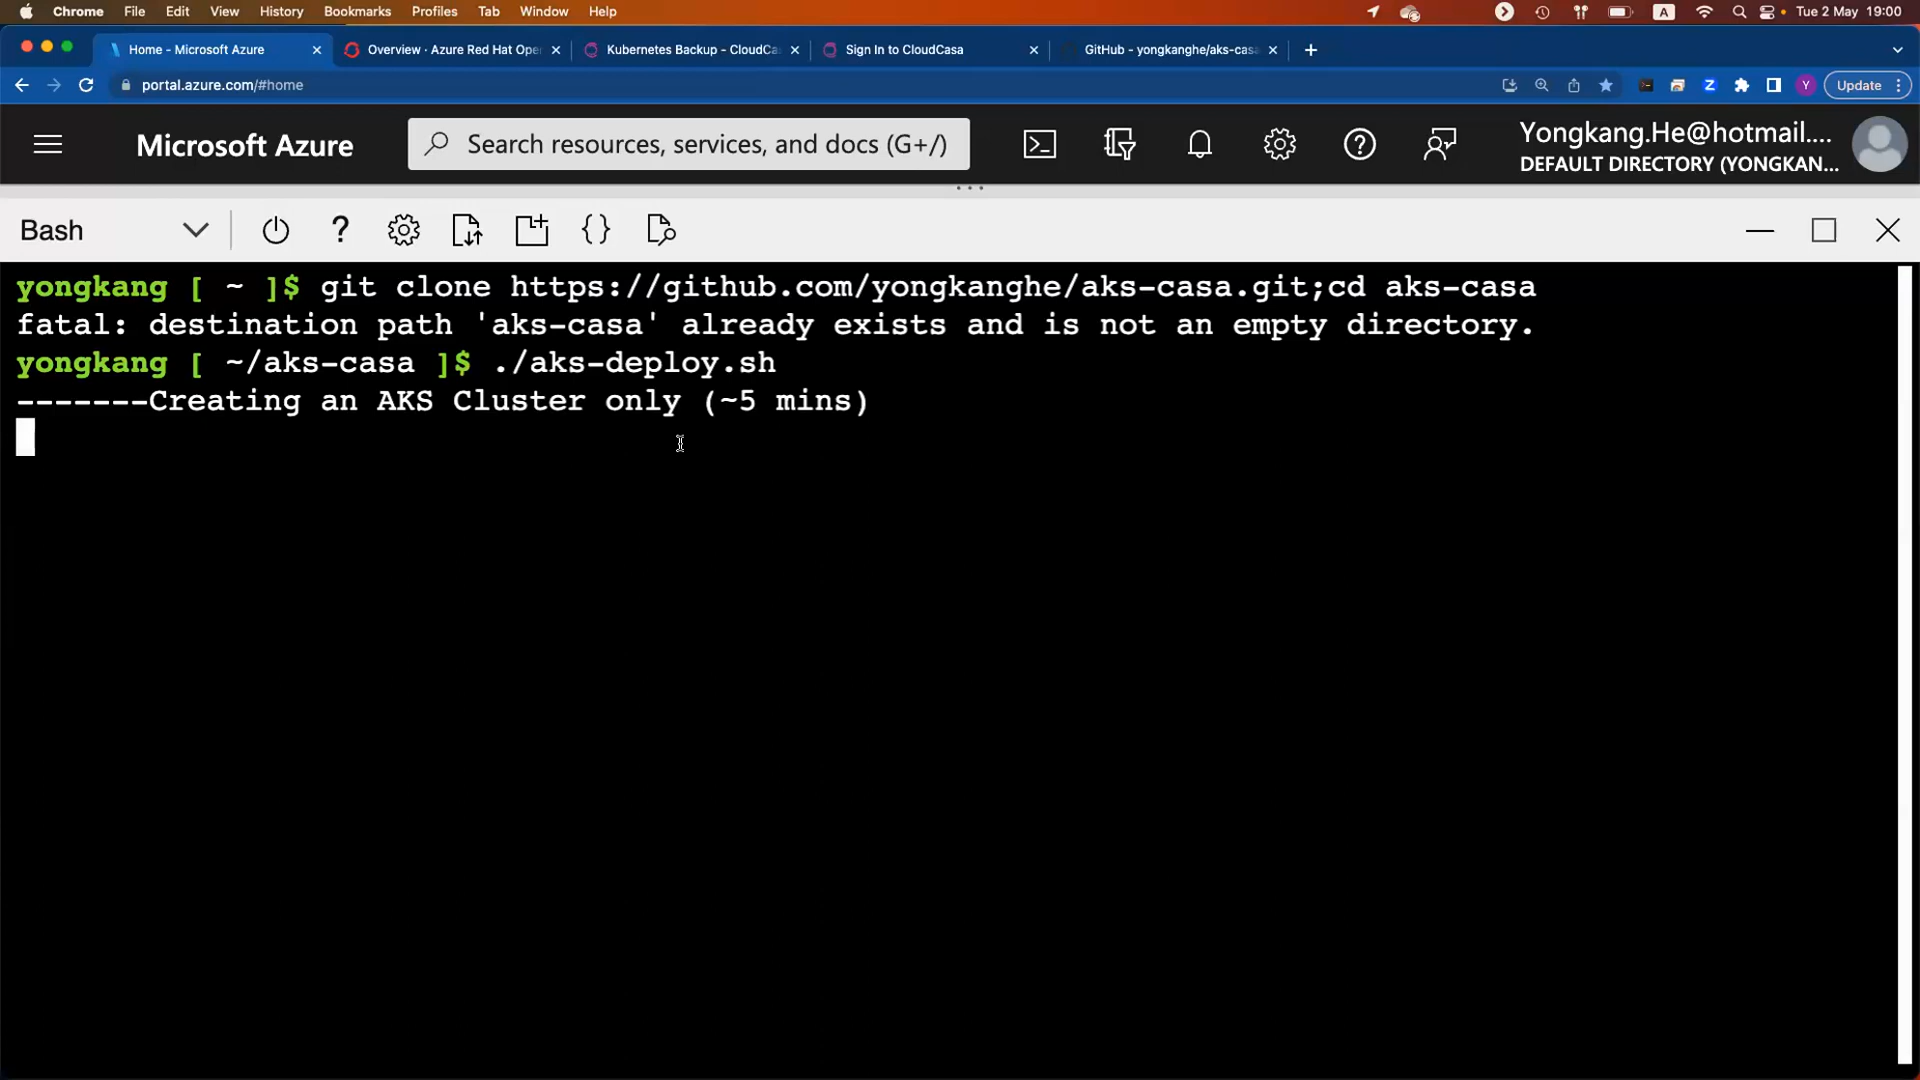 Chrome File Edit View History Bookmarks Profiles Tab Window Help A Tue 2 May 19:00
Home - Microsoft Azure Overview · Azure Red Hat Ope Kubernetes Backup - CloudCa Sign In to CloudCasa GitHub - yongkanghe/aks-casa
portal.azure.com/#home Z Y Update
Microsoft Azure Search resources, services, and docs (G+/) Yongkang.He@hotmail....
DEFAULT DIRECTORY (YONGKAN...
Bash
yongkang [ ~ ]$ git clone https://github.com/yongkanghe/aks-casa.git;cd aks-casa
fatal: destination path 'aks-casa' already exists and is not an empty directory.
yongkang [ ~/aks-casa ]$ ./aks-deploy.sh
-------Creating an AKS Cluster only (~5 mins)